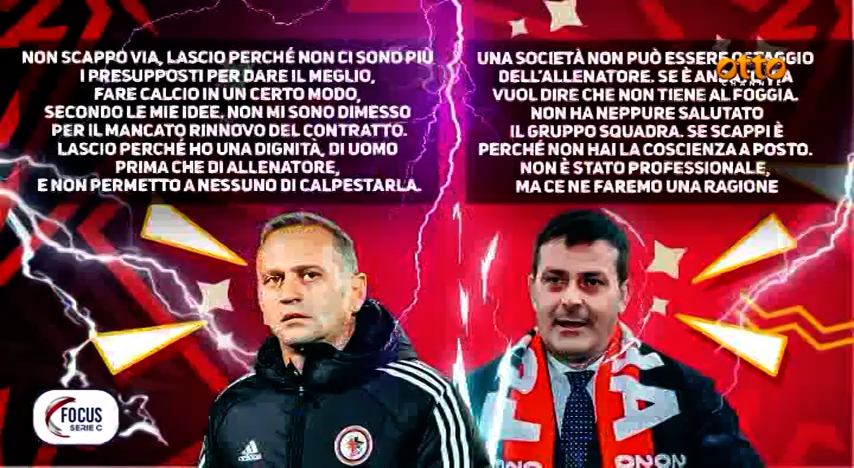 NON SCAPPO VIA, LASCIO PERCHÉ NON CI SONO PIÙ
I PRESUPPOSTI PER DARE IL MEGLIO,
FARE CALCIO IN UN CERTO MODO,
SECONDO LE MIE IDEE. NON MI SONO DIMESSO
PER IL MANCATO RINNOVO DEL CONTRATTO.
LASCIO PERCHÉ HO UNA DIGNITÀ, DI UOMO
PRIMA CHE DI ALLENATORE,
E NON PERMETTO A NESSUNO DI CALPESTARLA.
UNA SOCIETÀ NON PUÒ ESSERE OSTAGGIO
DELL'ALLENATORE. SE È VIA
VUOL DIRE CHE NON TIENE AL FOGGIA.
NON HA NEPPURE SALUTATO
IL GRUPPO SQUADRA. SE SCAPPI È
PERCHÉ NON HAI LA COSCIENZA A POSTO.
NON È STATO PROFESSIONALE,
MA CE NE FAREMO UNA RAGIONE
otto
CHANNEL
FOCUS
SERIE C
adidas